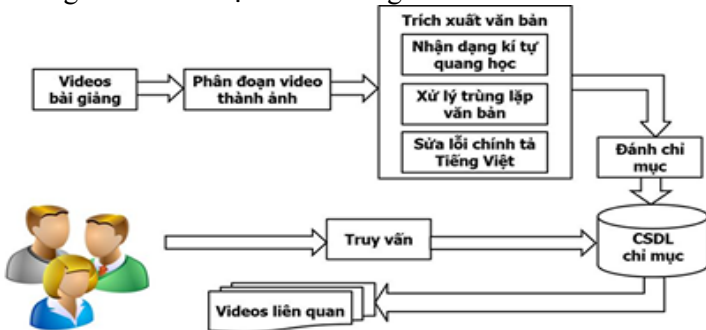 Trích xuất văn bản
Nhận dạng kí tự
quang học
Videos
bài giảng
Phân đoạn video
thành ảnh
Xử lý trùng lặp
văn bản
Sửa lỗi chính tả
Tiếng Việt
Đánh chỉ
mục
Truy vấn
CSDL
chỉ mục
Videos liên quan